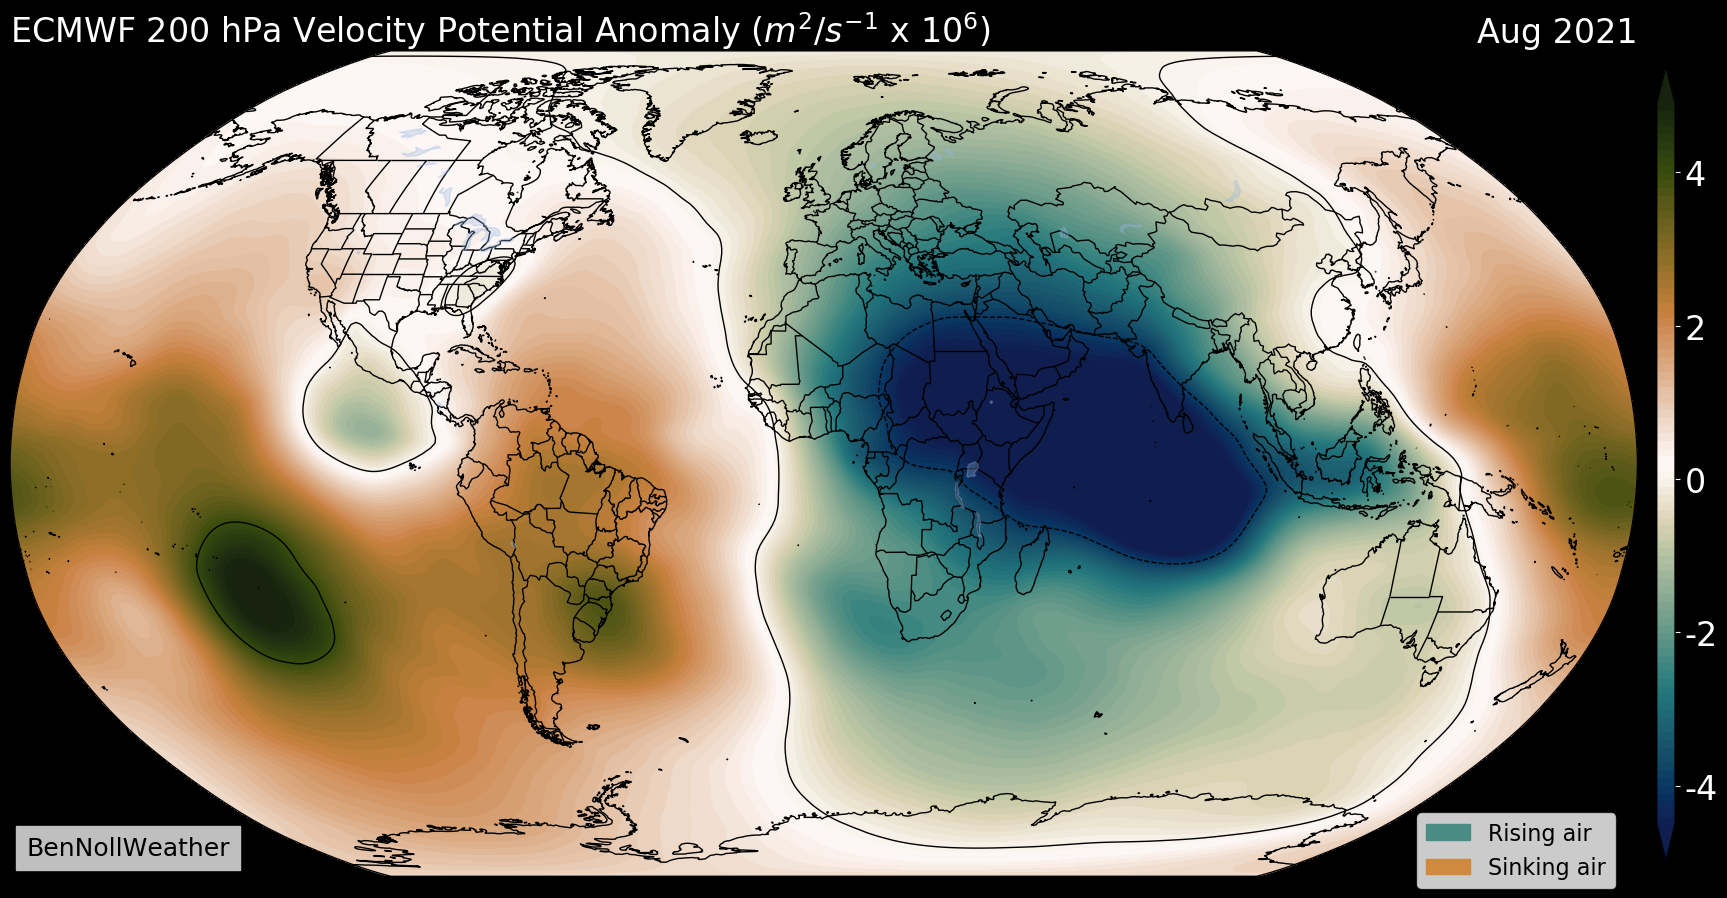 ECMWF 200 hPa Velocity Potential Anomaly (m²/s⁻¹ x 10⁶)
Aug 2021
4
2
0
-2
-4
BenNollWeather
Rising air
Sinking air